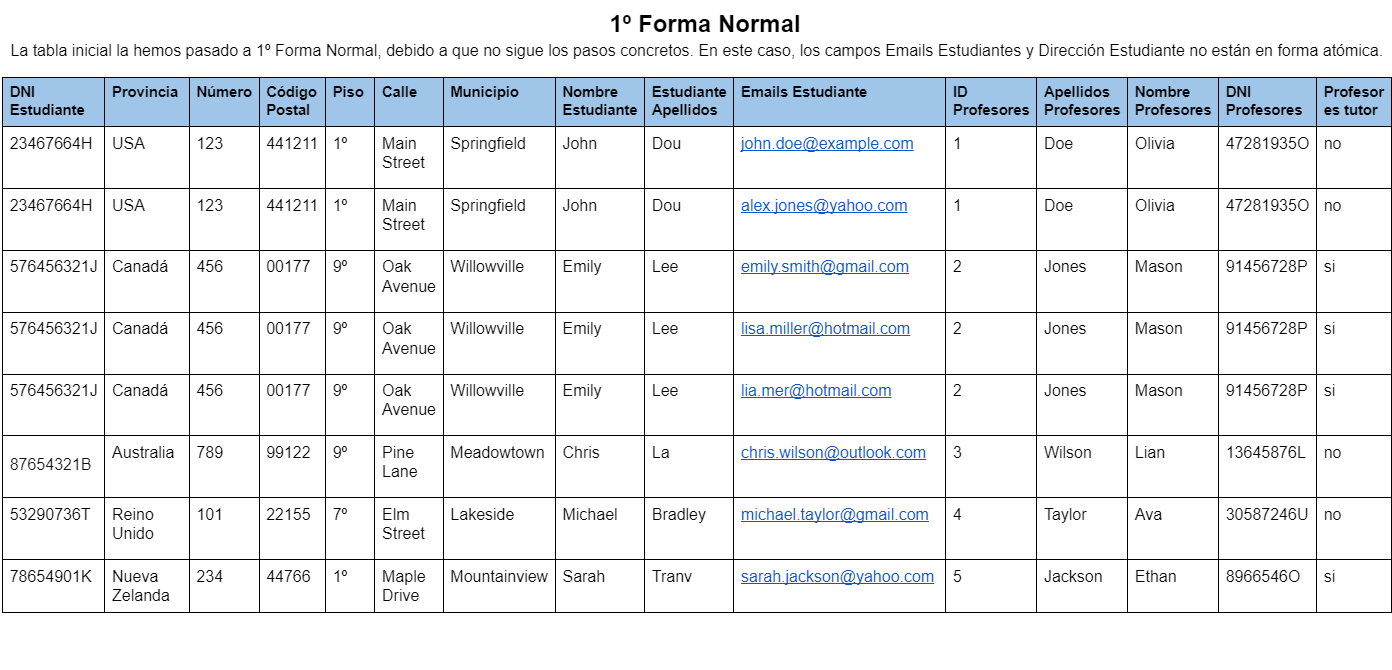 1º Forma Normal
La tabla inicial la hemos pasado a 1º Forma Normal, debido a que no sigue los pasos concretos. En este caso, los campos Emails Estudiantes y Dirección Estudiante no están en forma atómica.
DNI Estudiante Provincia Número Código Postal Piso Calle Municipio Nombre Estudiante Estudiante Apellidos Emails Estudiante ID Profesores Apellidos Profesores Nombre Profesores DNI Profesores Profesor es tutor
23467664H USA 123 441211 1º Main Street Springfield John Dou john.doe@example.com 1 Doe Olivia 47281935O no
23467664H USA 123 441211 1º Main Street Springfield John Dou alex.jones@yahoo.com 1 Doe Olivia 47281935O no
576456321J Canadá 456 00177 9º Oak Avenue Willowville Emily Lee emily.smith@gmail.com 2 Jones Mason 91456728P si
576456321J Canadá 456 00177 9º Oak Avenue Willowville Emily Lee lisa.miller@hotmail.com 2 Jones Mason 91456728P si
576456321J Canadá 456 00177 9º Oak Avenue Willowville Emily Lee lia.mer@hotmail.com 2 Jones Mason 91456728P si
87654321B Australia 789 99122 9º Pine Lane Meadowtown Chris La chris.wilson@outlook.com 3 Wilson Lian 13645876L no
53290736T Reino Unido 101 22155 7º Elm Street Lakeside Michael Bradley michael.taylor@gmail.com 4 Taylor Ava 30587246U no
78654901K Nueva Zelanda 234 44766 1º Maple Drive Mountainview Sarah Tranv sarah.jackson@yahoo.com 5 Jackson Ethan 8966546O si